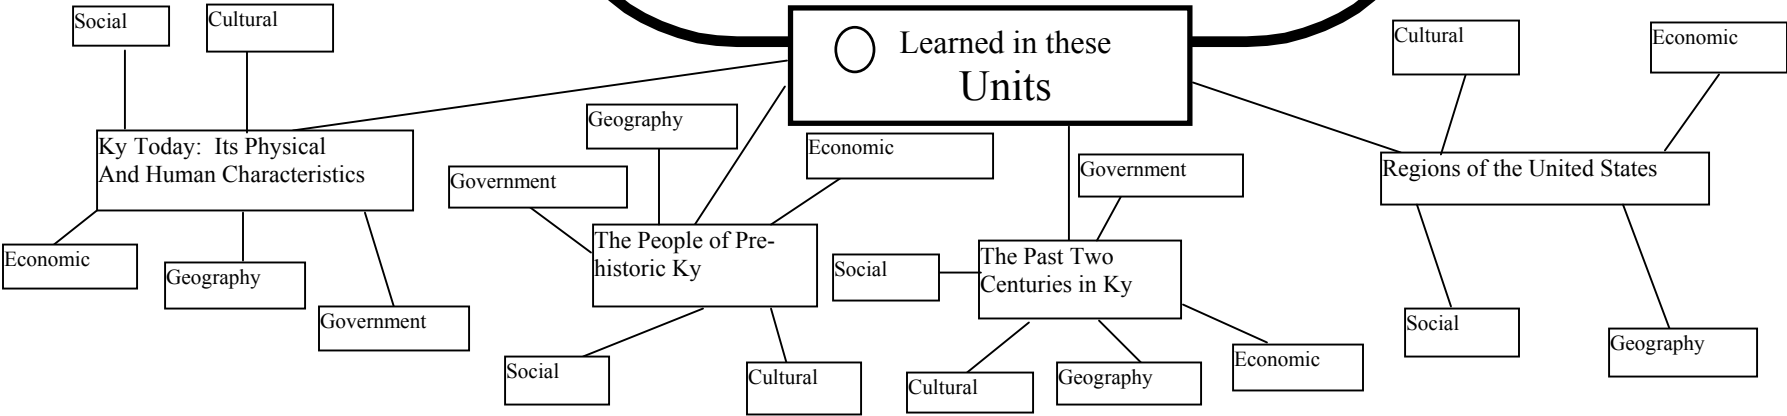 Social
Cultural
Learned in these
Units
Cultural
Economic
Ky Today: Its Physical
And Human Characteristics
Geography
Economic
Government
Government
Regions of the United States
Economic
Geography
Government
The People of Pre-
historic Ky
Social
The Past Two
Centuries in Ky
Social
Cultural
Cultural
Geography
Economic
Social
Geography